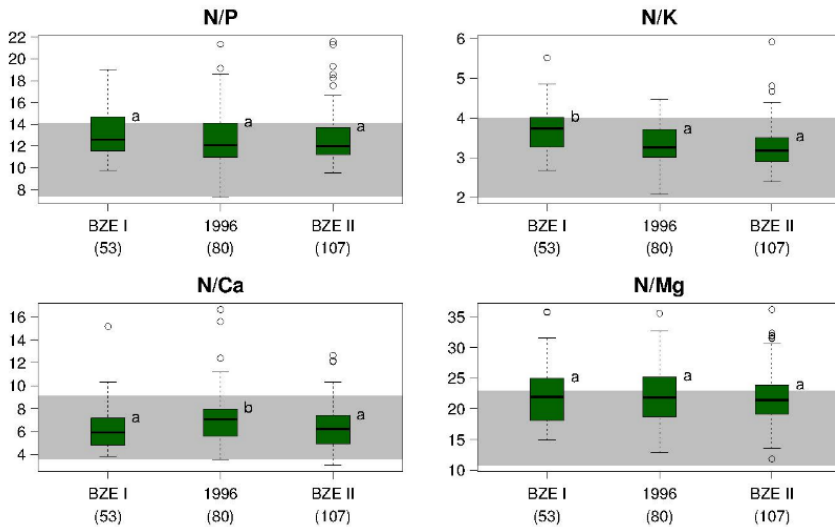 N/P
22
20
18
16
14
12
10
8
a
a
a
BZE I
1996
BZE II
(53)
(80)
(107)
N/K
6
5
4
3
2
b
a
a
BZE I
1996
BZE II
(53)
(80)
(107)
N/Ca
16
14
12
10
8
6
4
a
b
a
BZE I
1996
BZE II
(53)
(80)
(107)
N/Mg
35
30
25
20
15
10
a
a
a
BZE I
1996
BZE II
(53)
(80)
(107)